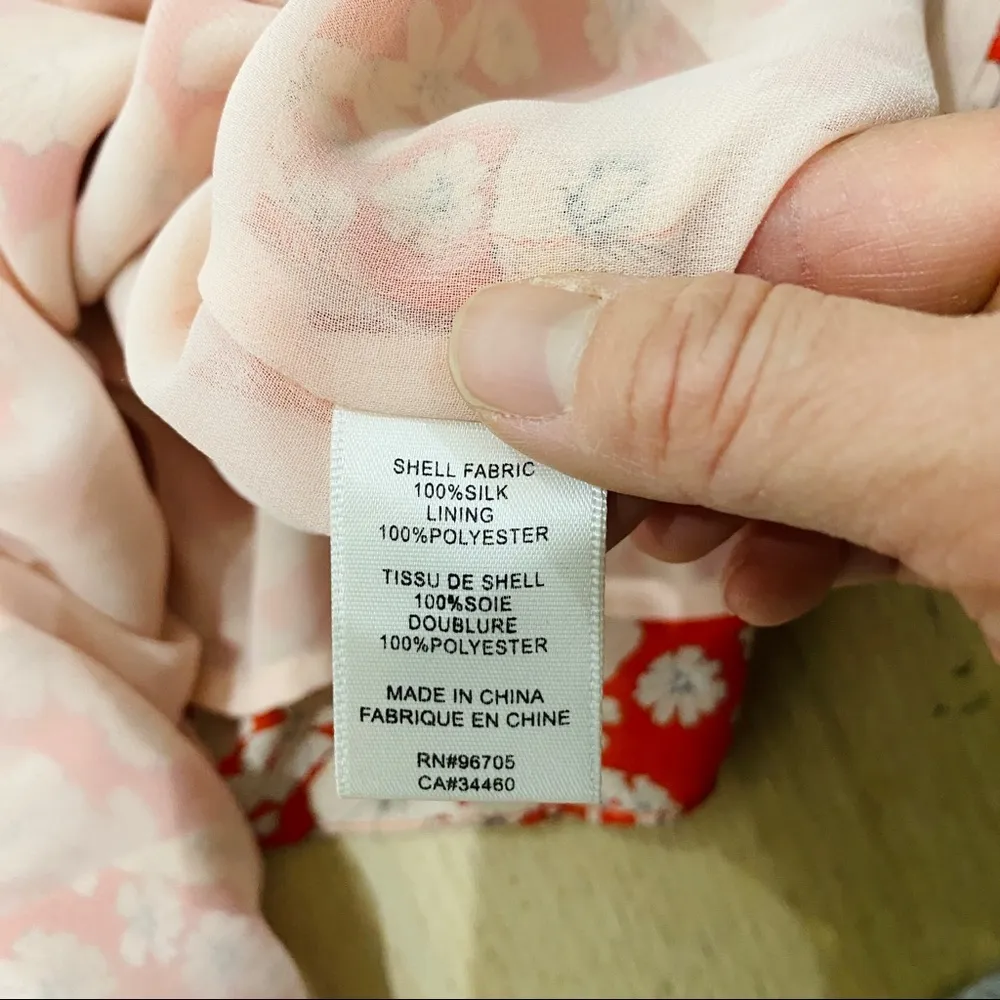 SHELL FABRIC
100%SILK
LINING
100%POLYESTER
TISSU DE SHELL
100%SOIE
DOUBLURE
100%POLYESTER
MADE IN CHINA
FABRIQUE EN CHINE
RN#96705
CA#34460